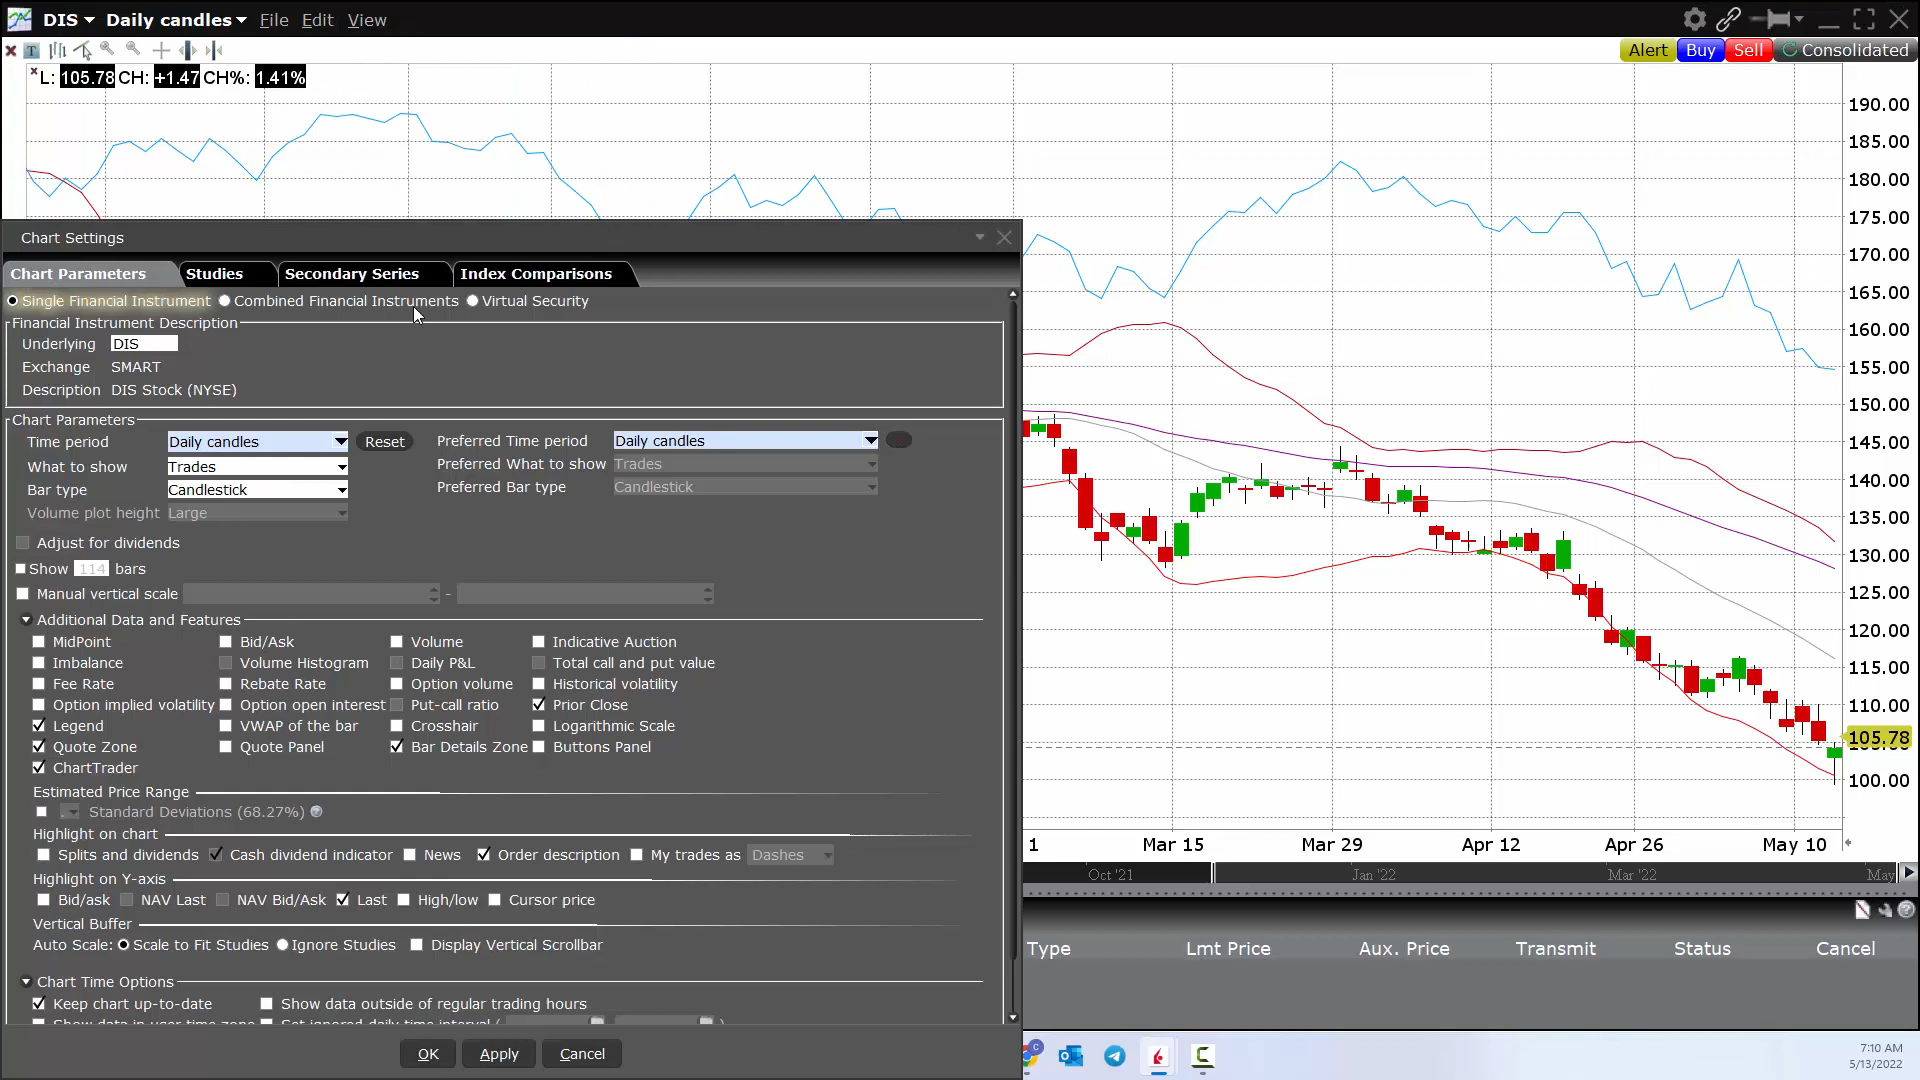 DIS Daily candles File Edit View
Alert Buy Sell Consolidated
L: 105.78 CH: +1.47 CH%: 1.41%
190.00
185.00
180.00
175.00
170.00
165.00
160.00
155.00
150.00
145.00
140.00
135.00
130.00
125.00
120.00
115.00
110.00
105.78
100.00
Chart Settings
Chart Parameters Studies Secondary Series Index Comparisons
Single Financial Instrument Combined Financial Instruments Virtual Security
Financial Instrument Description
Underlying DIS
Exchange SMART
Description DIS Stock (NYSE)
Chart Parameters
Time period Daily candles Reset Preferred Time period Daily candles
What to show Trades Preferred What to show Trades
Bar type Candlestick Preferred Bar type Candlestick
Volume plot height Large
Adjust for dividends
Show 114 bars
Manual vertical scale -
Additional Data and Features
MidPoint Bid/Ask Volume Indicative Auction
Imbalance Volume Histogram Daily P&L Total call and put value
Fee Rate Rebate Rate Option volume Historical volatility
Option implied volatility Option open interest Put-call ratio Prior Close
Legend VWAP of the bar Crosshair Logarithmic Scale
Quote Zone Quote Panel Bar Details Zone Buttons Panel
ChartTrader
Estimated Price Range
Standard Deviations (68.27%)
Highlight on chart
Splits and dividends Cash dividend indicator News Order description My trades as Dashes
Highlight on Y-axis
Bid/ask NAV Last NAV Bid/Ask Last High/low Cursor price
Vertical Buffer
Auto Scale: Scale to Fit Studies Ignore Studies Display Vertical Scrollbar
Chart Time Options
Keep chart up-to-date Show data outside of regular trading hours
Show data in user time zone Set ignored daily time interval (
OK Apply Cancel
1 Mar 15 Mar 29 Apr 12 Apr 26 May 10
Oct '21 Jan '22 Mar '22 May
Type Lmt Price Aux. Price Transmit Status Cancel
7:10 AM
5/13/2022